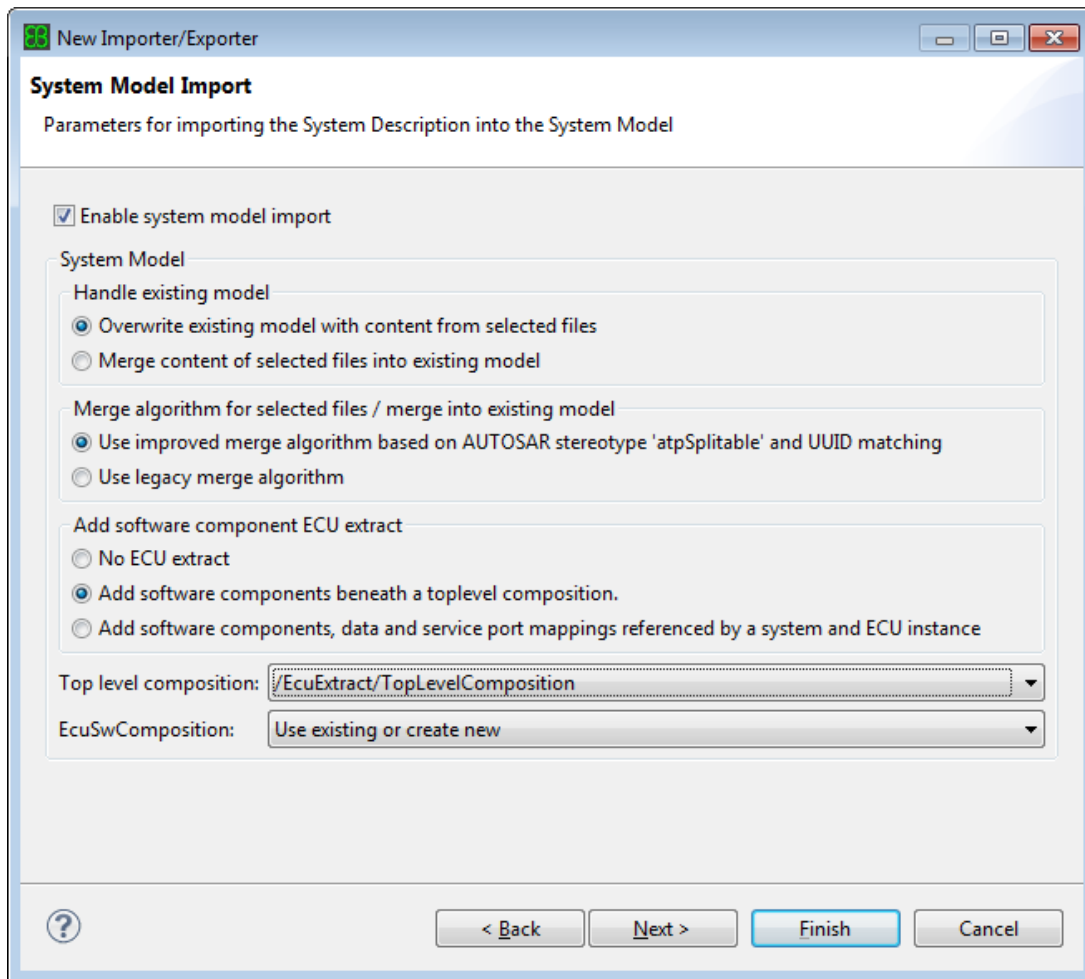 EB New Importer/Exporter
System Model Import
Parameters for importing the System Description into the System Model
Enable system model import
System Model
Handle existing model
Overwrite existing model with content from selected files
Merge content of selected files into existing model
Merge algorithm for selected files / merge into existing model
Use improved merge algorithm based on AUTOSAR stereotype 'atpSplitable' and UUID matching
Use legacy merge algorithm
Add software component ECU extract
No ECU extract
Add software components beneath a toplevel composition.
Add software components, data and service port mappings referenced by a system and ECU instance
Top level composition: /EcuExtract/TopLevelComposition
EcuSwComposition: Use existing or create new
? < Back Next > Finish Cancel